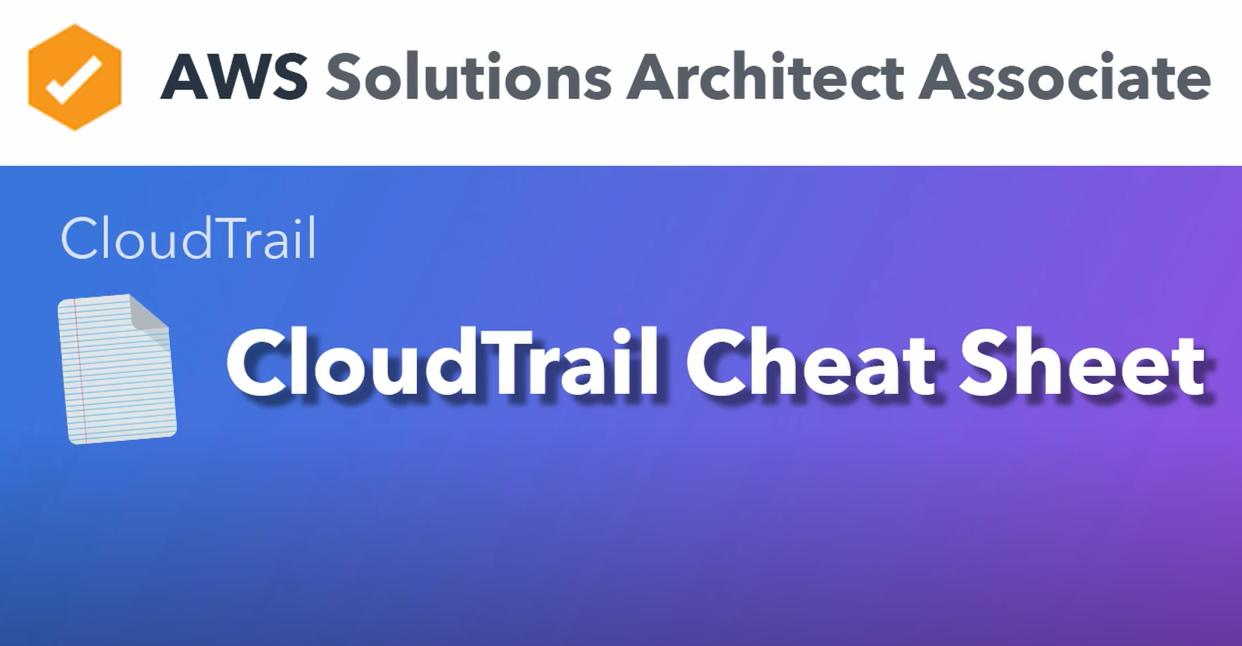 AWS Solutions Architect Associate
CloudTrail
CloudTrail Cheat Sheet